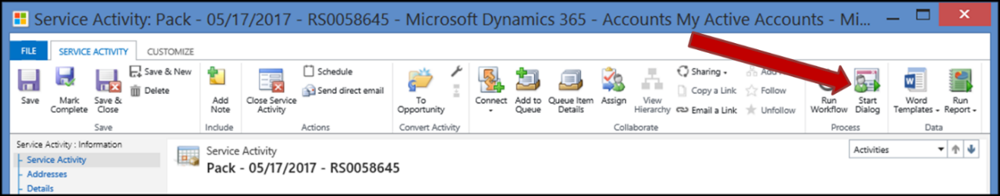 Service Activity: Pack - 05/17/2017 - RS0058645 - Microsoft Dynamics 365 - Accounts My Active Accounts - Mi...
FILE SERVICE ACTIVITY CUSTOMIZE
Save
Mark
Complete
Save &
Close
Save & New
Delete
Save
Add
Note
Include
Close Service
Activity
Schedule
Send direct email
Actions
To
Opportunity
Convert Activity
Connect
Add to
Queue
Queue Item
Details
Assign
View
Hierarchy
Sharing
Copy a Link
Email a Link
Follow
Unfollow
Collaborate
Run
Workflow
Start
Dialog
Process
Word
Templates
Run
Report
Data
Service Activity : Information
Service Activity
Addresses
Details
Service Activity
Pack - 05/17/2017 - RS0058645
Activities